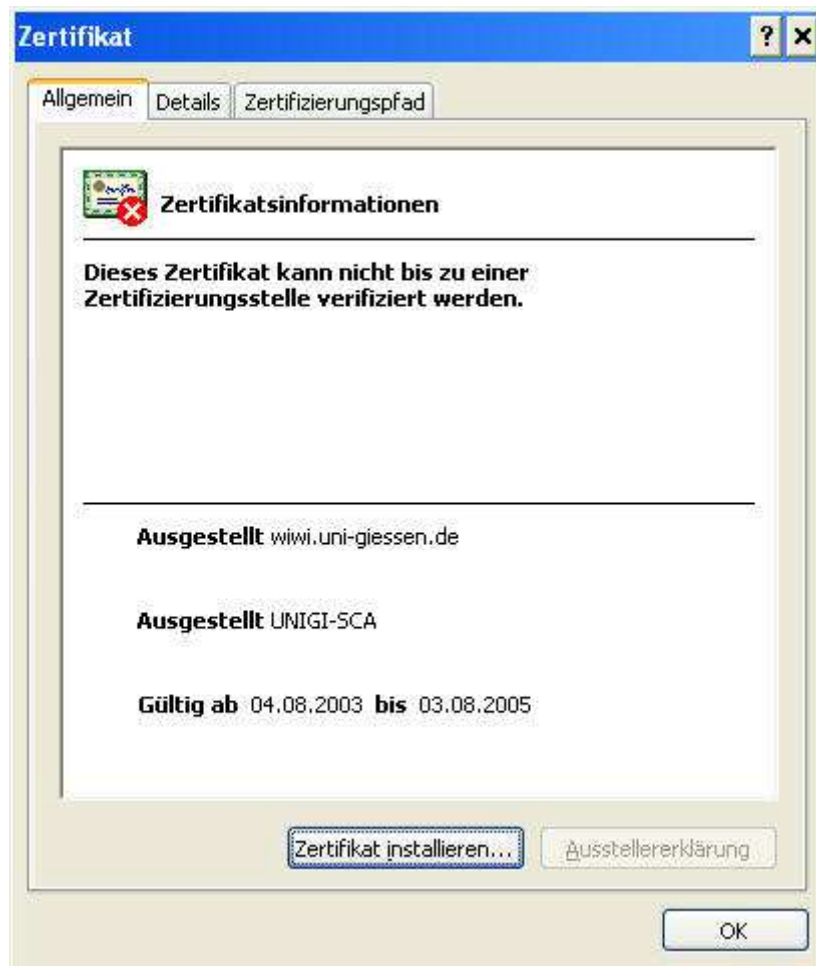 Zertifikat
Allgemein Details Zertifizierungspfad
Zertifikatsinformationen
Dieses Zertifikat kann nicht bis zu einer
Zertifizierungsstelle verifiziert werden.
Ausgestellt wiwi.uni-giessen.de
Ausgestellt UNIGI-SCA
Gültig ab 04.08.2003 bis 03.08.2005
Zertifikat installieren... Ausstellererklärung
OK